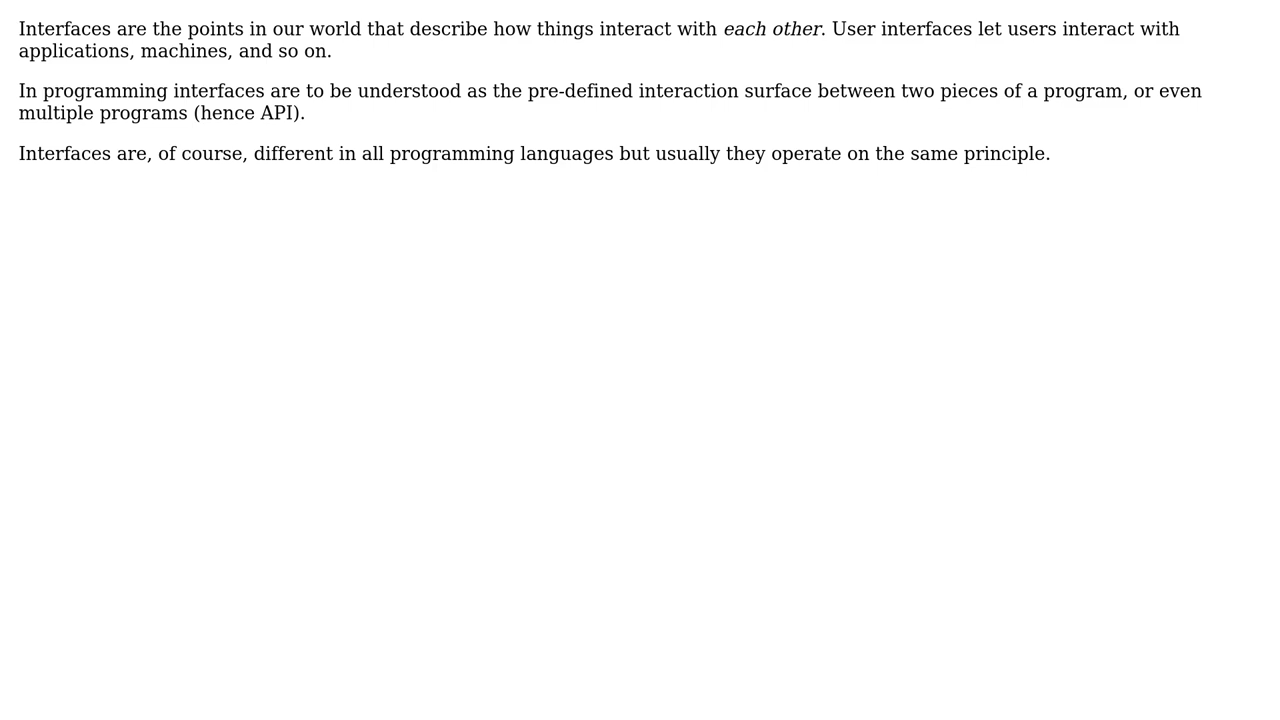 Interfaces are the points in our world that describe how things interact with each other. User interfaces let users interact with
applications, machines, and so on.
In programming interfaces are to be understood as the pre-defined interaction surface between two pieces of a program, or even
multiple programs (hence API).
Interfaces are, of course, different in all programming languages but usually they operate on the same principle.